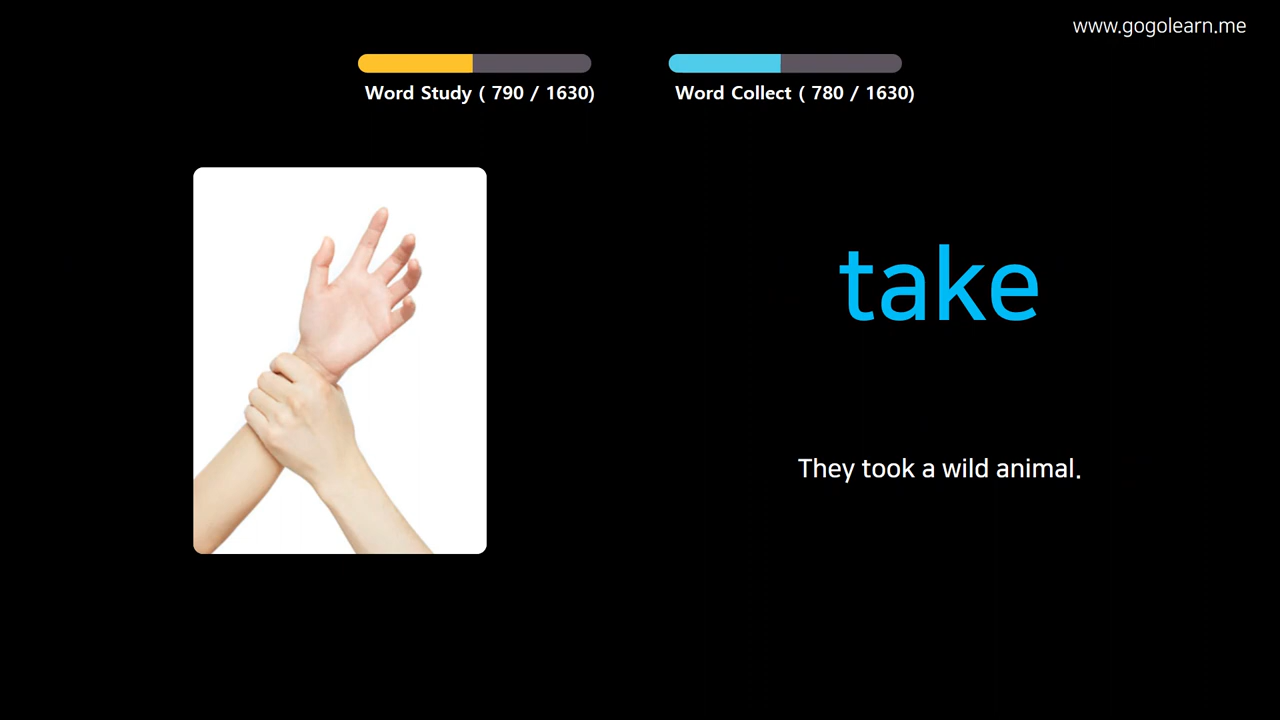 www.gogolearn.me
Word Study ( 790 / 1630)
Word Collect ( 780 / 1630)
take
They took a wild animal.